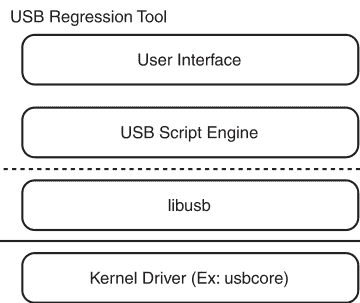 USB Regression Tool
User Interface
USB Script Engine
libusb
Kernel Driver (Ex: usbcore)